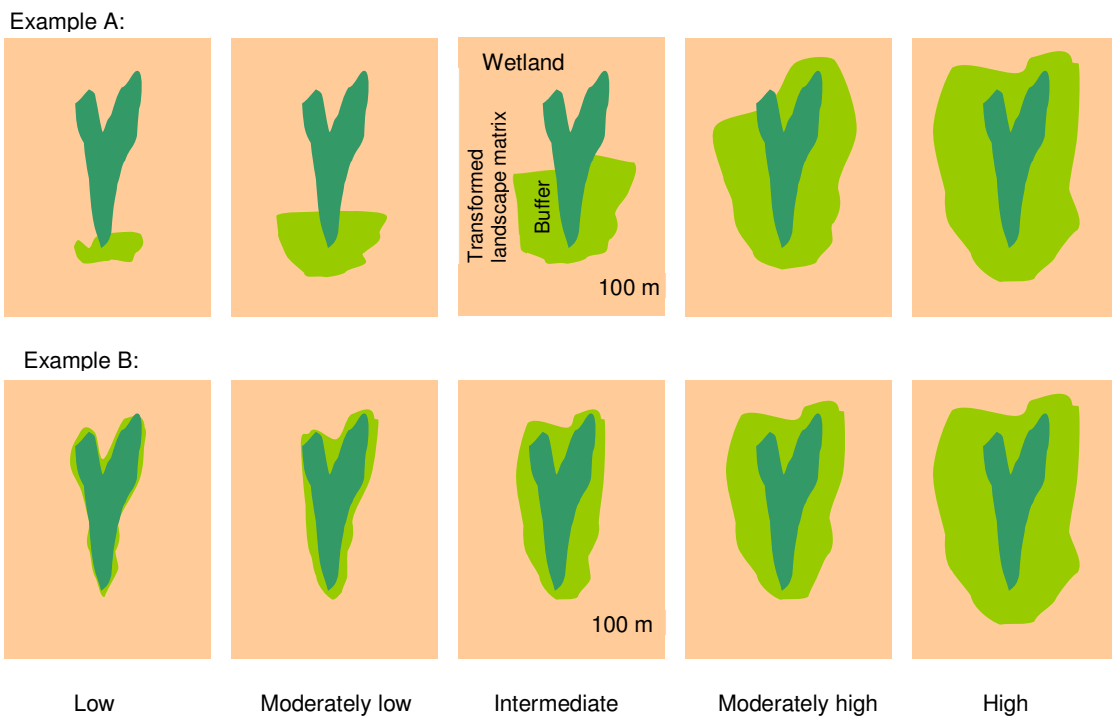 Example A:
Wetland
Transformed
landscape matrix
Buffer
100 m
Example B:
100 m
Low
Moderately low
Intermediate
Moderately high
High